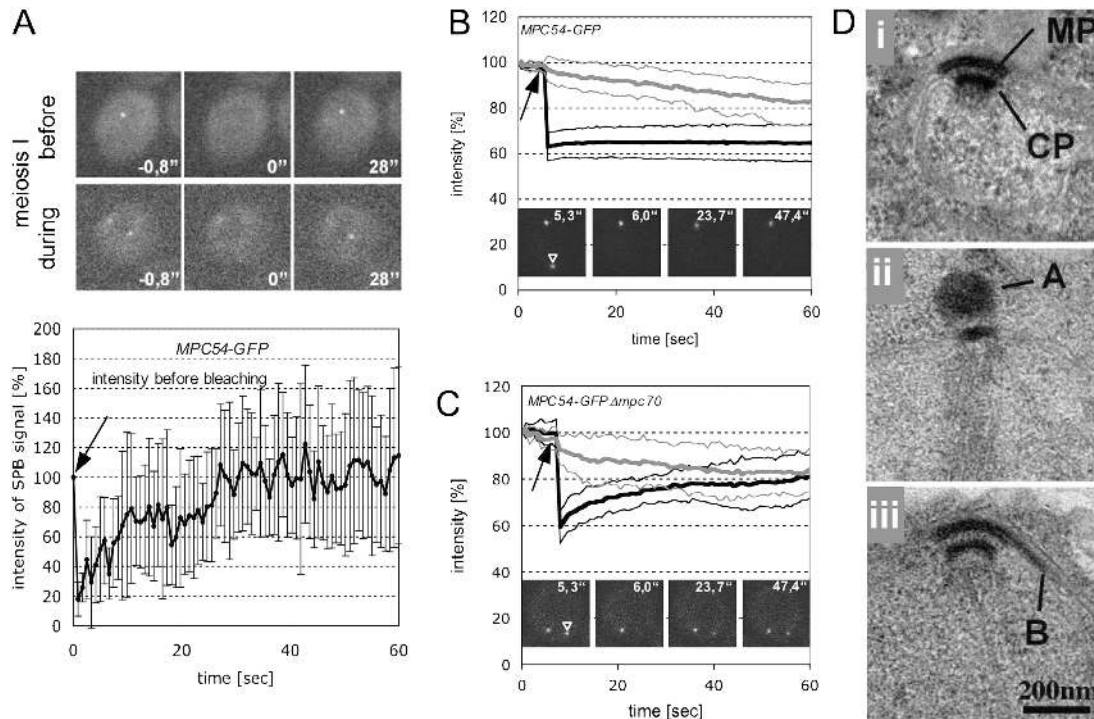 A
meiosis I
before
during
-0,8"
0"
28"
-0,8"
0"
28"
200
180
160
140
120
100
80
60
40
20
0
intensity of SPB signal [%]
MPC54-GFP
intensity before bleaching
0
20
40
60
time [sec]
B
120
100
80
60
40
20
0
intensity [%]
MPC54-GFP
5,3"
6,0"
23,7"
47,4"
0
20
40
60
time [sec]
C
120
100
80
60
40
20
0
intensity [%]
MPC54-GFP Δmpc70
5,3"
6,0"
23,7"
47,4"
0
20
40
60
time [sec]
D
i
MP
CP
ii
A
iii
B
200nm